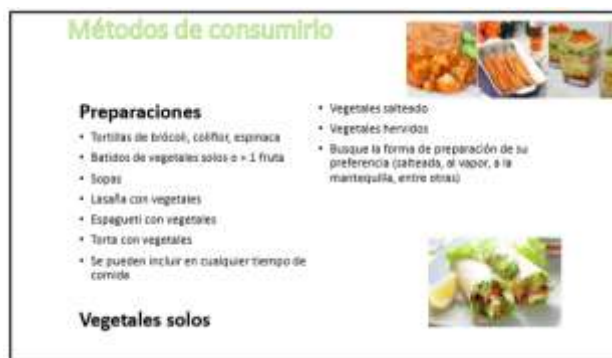 Métodos de consumirlo
Preparaciones
• Tortillas de brócoli, coliflor, espinaca
• Batidos de vegetales solos o + 1 fruta
• Sopas
• Lasaña con vegetales
• Espagueti con vegetales
• Torta con vegetales
• Se pueden incluir en cualquier tiempo de
comida
Vegetales solos
• Vegetales salteado
• Vegetales hervidos
• Busque la forma de preparación de su
preferencia (salteada, al vapor, a la
mantequilla, entre otras)